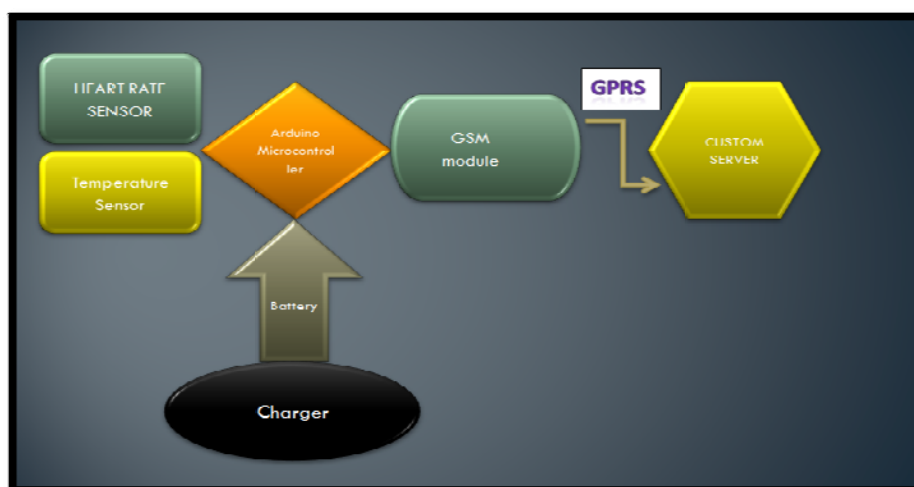 HEART RATE
SENSOR
Temperature
Sensor
Arduino
Microcontrol
ler
GSM
module
GPRS
CUSTOM
SERVER
Battery
Charger